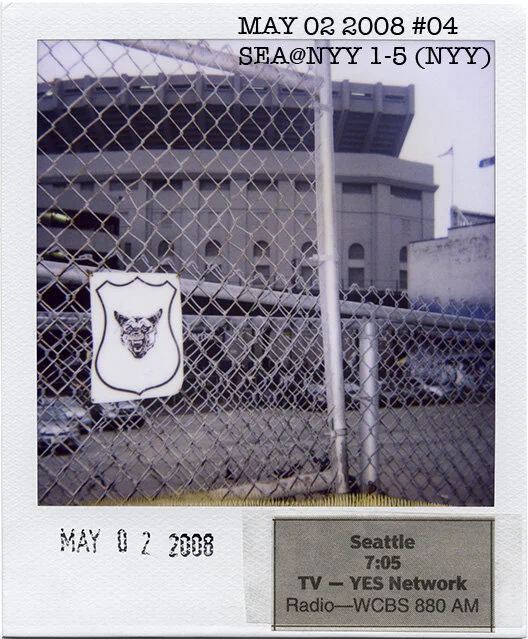 MAY 02 2008 #04
SEA@NYY 1-5 (NYY)
MAY 0 2 2008
Seattle
7:05
TV — YES Network
Radio—WCBS 880 AM